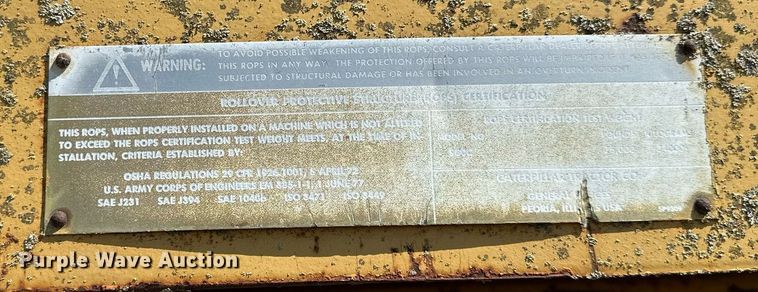 WARNING:
TO AVOID POSSIBLE WEAKENING OF THIS ROPS, CONSULT A CATERPILLAR
THIS ROPS IN ANY WAY. THE PROTECTION OFFERED BY THIS ROPS WILL BE IMPAIRED
SUBJECTED TO STRUCTURAL DAMAGE OR HAS BEEN INVOLVED IN AN OVERTURN
ROLLOVER PROTECTIVE STRUCTURE (ROPS) CERTIFICATION
THIS ROPS, WHEN PROPERLY INSTALLED ON A MACHINE WHICH IS NOT ALTERED
TO EXCEED THE ROPS CERTIFICATION TEST WEIGHT MEETS, AT THE TIME OF IN-
STALLATION, CRITERIA ESTABLISHED BY:
OSHA REGULATIONS 29 CFR 1926.1001, 5 APRIL 72
U.S. ARMY CORPS OF ENGINEERS EM 385-1-1, 1 JUNE 77
SAE J231 SAE J394 SAE 1040b ISO 3471 ISO 3449
ROPS CERTIFICATION TEST WEIGHT
MODEL NO
CATERPILLAR TRACTOR CO.
GENERAL
PEORIA, USA
Purple Wave Auction